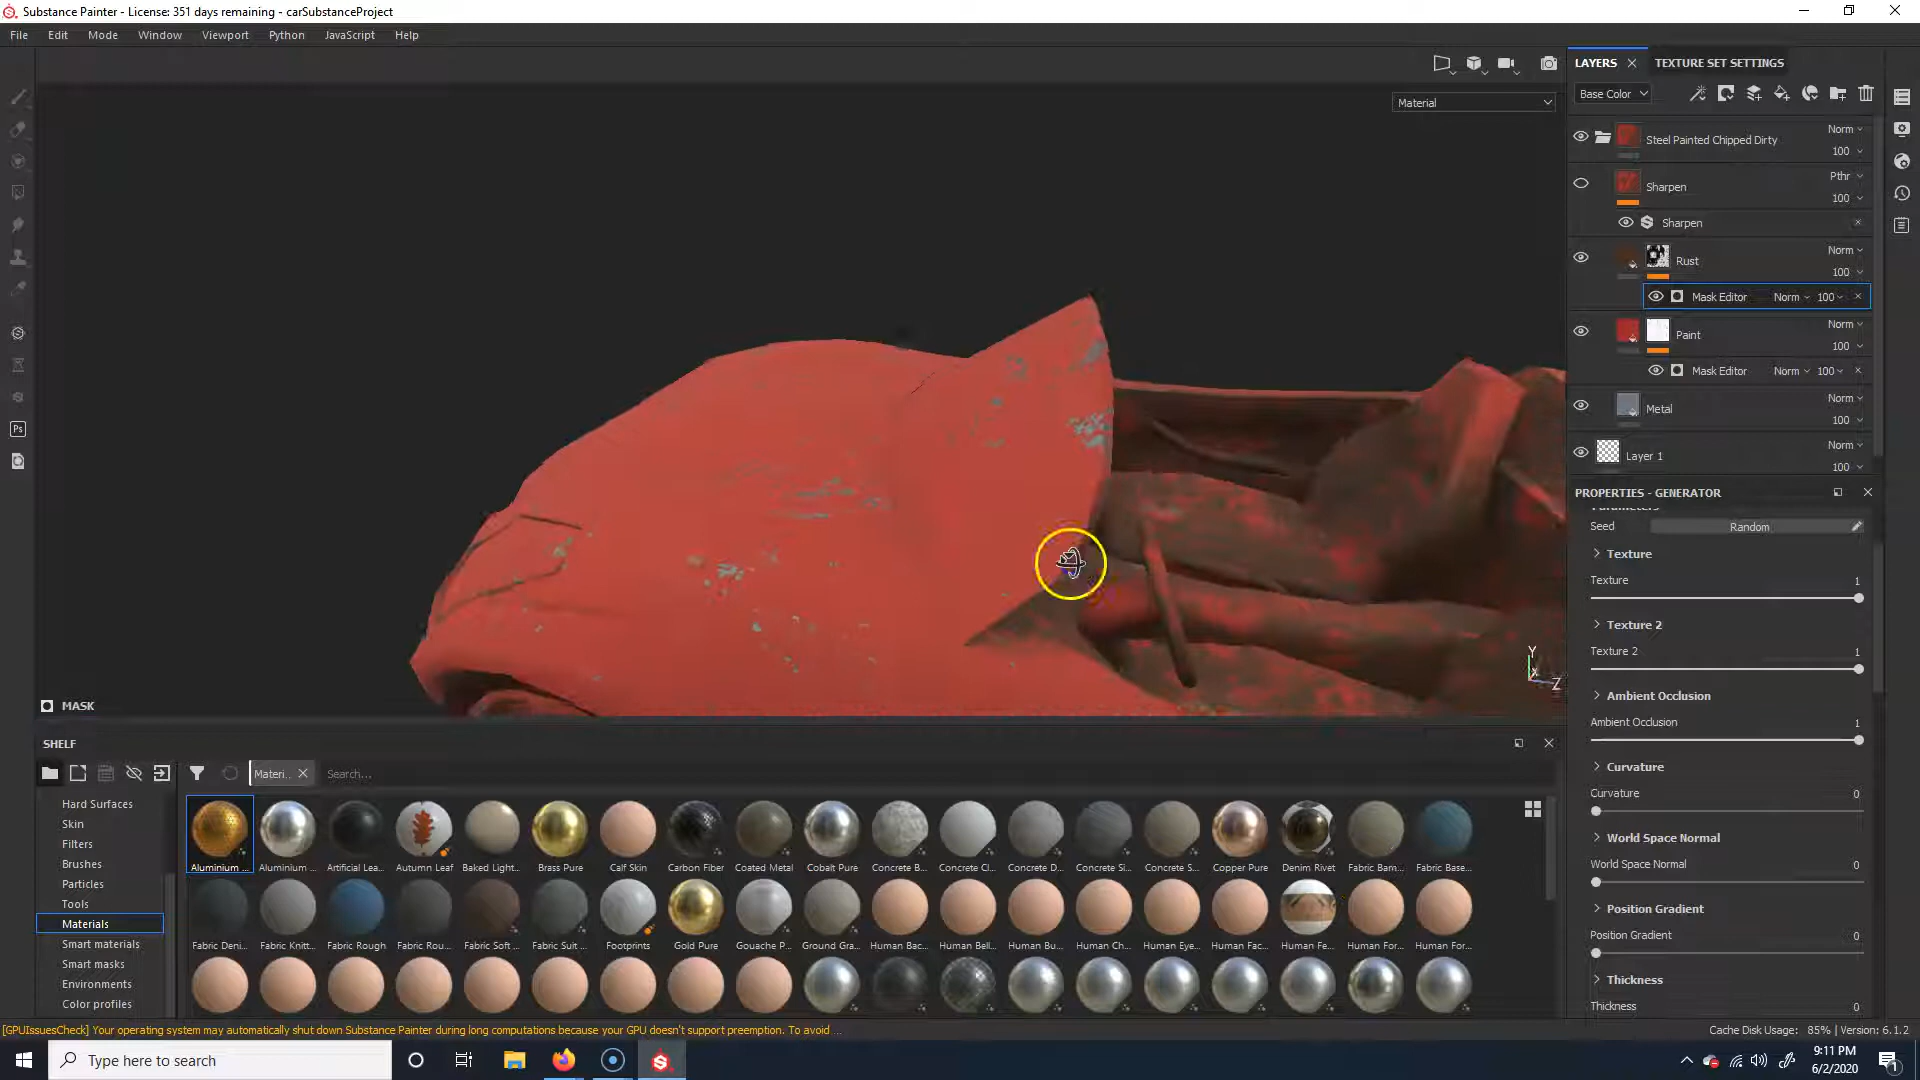 Substance Painter - License: 351 days remaining - carSubstanceProject
File Edit Mode Window Viewport Python JavaScript Help
LAYERS
TEXTURE SET SETTINGS
Base Color
Material
Steel Painted Chipped Dirty
Norm
100
Sharpen
Pthr
100
Sharpen
Rust
Norm
100
Mask Editor Norm 100
Paint
Norm
100
Mask Editor Norm 100
Metal
Norm
100
Layer 1
Norm
100
PROPERTIES - GENERATOR
Seed Random
Texture
Texture 1
Texture 2
Texture 2 1
Ambient Occlusion
Ambient Occlusion 1
Curvature
Curvature 0
World Space Normal
World Space Normal 0
Position Gradient
Position Gradient 0
Thickness
Thickness 0
Y
X
Z
Ps
MASK
SHELF
Materi...
Search...
Hard Surfaces
Skin
Filters
Brushes
Particles
Tools
Materials
Smart materials
Smart masks
Environments
Color profiles
Aluminium ... Aluminium ... Artificial Lea... Autumn Leaf Baked Light... Brass Pure Calf Skin Carbon Fiber Coated Metal Cobalt Pure Concrete B... Concrete Cl... Concrete D... Concrete Si... Concrete S... Copper Pure Denim Rivet Fabric Bam... Fabric Base...
Fabric Deni... Fabric Knitt... Fabric Rough Fabric Rou... Fabric Soft ... Fabric Suit ... Footprints Gold Pure Gouache P... Ground Gra... Human Bac... Human Bell... Human Bu... Human Ch... Human Eye... Human Fac... Human Fe... Human For... Human For...
[GPUIssuesCheck] Your operating system may automatically shut down Substance Painter during long computations because your GPU doesn't support preemption. To avoid ...
Cache Disk Usage: 85% | Version: 6.1.2
Type here to search
9:11 PM
6/2/2020
1